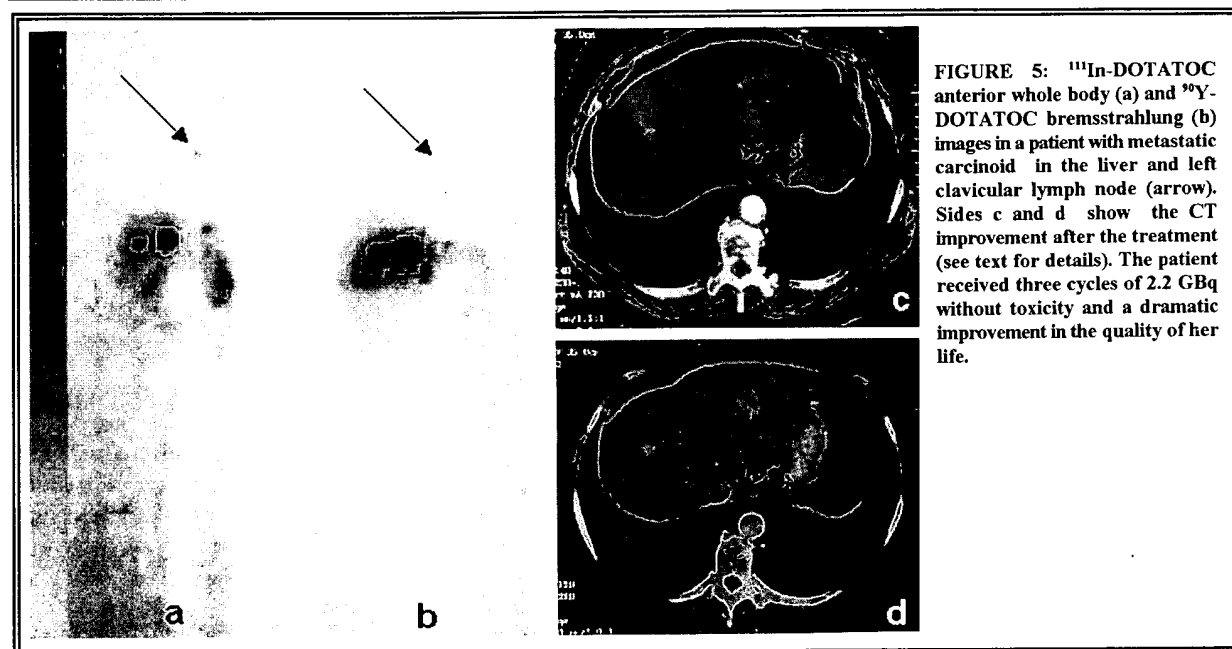 FIGURE 5: ¹¹¹In-DOTATOC
anterior whole body (a) and ⁹⁰Y-
DOTATOC bremsstrahlung (b)
images in a patient with metastatic
carcinoid in the liver and left
clavicular lymph node (arrow).
Sides c and d show the CT
improvement after the treatment
(see text for details). The patient
received three cycles of 2.2 GBq
without toxicity and a dramatic
improvement in the quality of her
life.
a
b
c
d